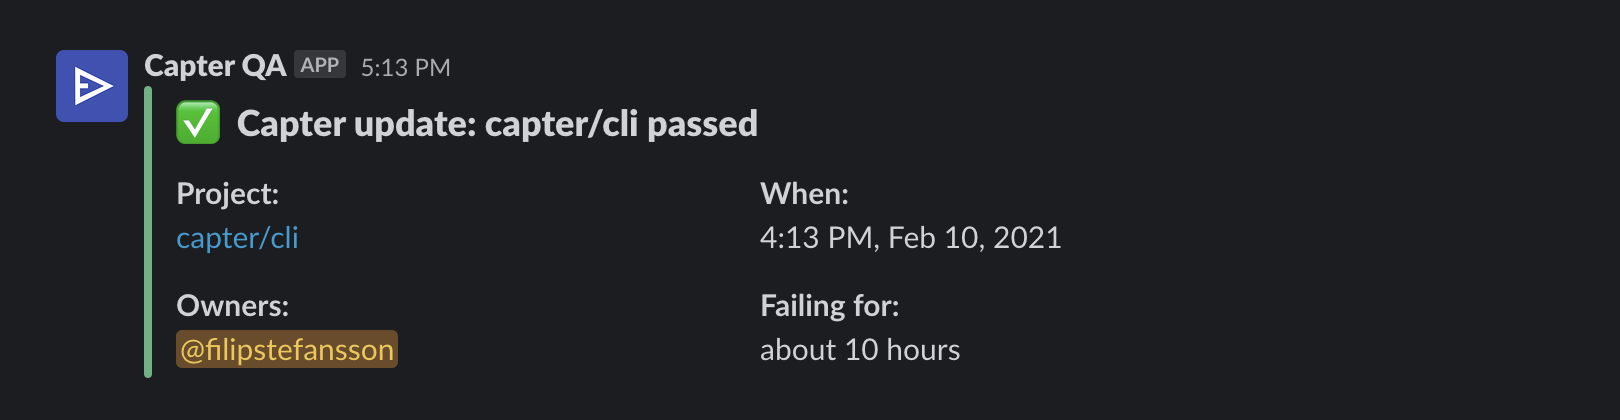 Capter QA APP 5:13 PM
✅ Capter update: capter/cli passed
Project:
capter/cli
When:
4:13 PM, Feb 10, 2021
Owners:
@filipstefansson
Failing for:
about 10 hours